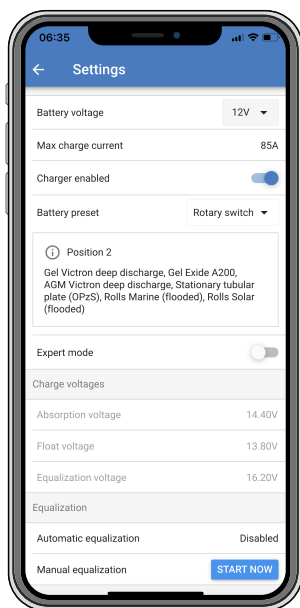 06:35
Settings
Battery voltage 12V
Max charge current 85A
Charger enabled
Battery preset Rotary switch
Position 2
Gel Victron deep discharge, Gel Exide A200,
AGM Victron deep discharge, Stationary tubular
plate (OPzS), Rolls Marine (flooded), Rolls Solar
(flooded)
Expert mode
Charge voltages
Absorption voltage 14.40V
Float voltage 13.80V
Equalization voltage 16.20V
Equalization
Automatic equalization Disabled
Manual equalization START NOW